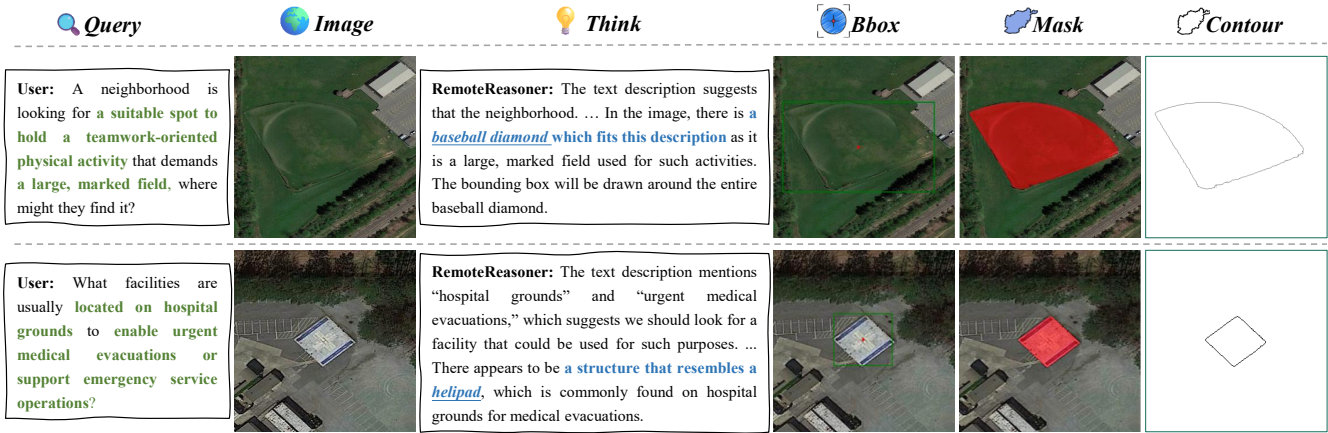 Query Image Think Bbox Mask Contour
User: A neighborhood is
looking for a suitable spot to
hold a teamwork-oriented
physical activity that demands
a large, marked field, where
might they find it?
RemoteReasoner: The text description suggests
that the neighborhood. … In the image, there is a
baseball diamond which fits this description as it
is a large, marked field used for such activities.
The bounding box will be drawn around the entire
baseball diamond.
User: What facilities are
usually located on hospital
grounds to enable urgent
medical evacuations or
support emergency service
operations?
RemoteReasoner: The text description mentions
“hospital grounds” and “urgent medical
evacuations,” which suggests we should look for a
facility that could be used for such purposes. ...
There appears to be a structure that resembles a
helipad, which is commonly found on hospital
grounds for medical evacuations.